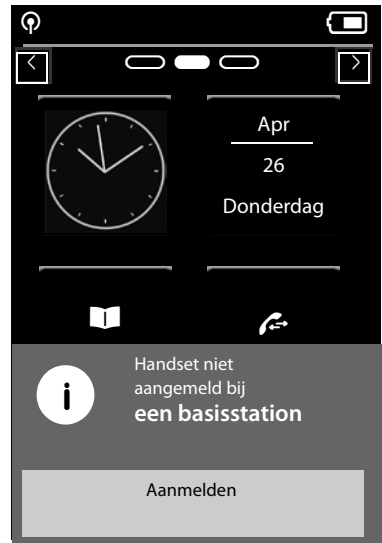 Apr
26
Donderdag
Handset niet
aangemeld bij
een basisstation
Aanmelden